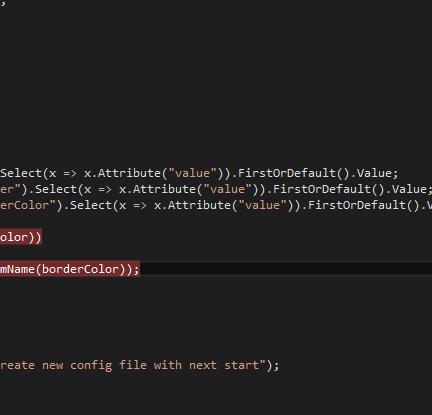 ;
Select(x => x.Attribute("value")).FirstOrDefault().Value;
er").Select(x => x.Attribute("value")).FirstOrDefault().Value;
erColor").Select(x => x.Attribute("value")).FirstOrDefault().V
olor))
mName(borderColor));
reate new config file with next start");